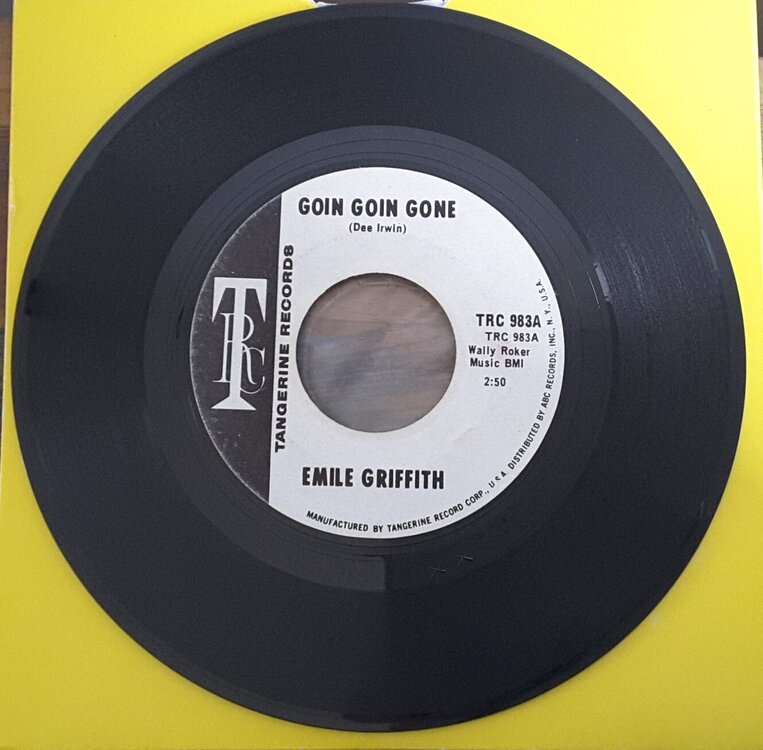 GOIN GOIN GONE
(Dee Irwin)
TRC
TANGERINE RECORDS
TRC 983A
TRC 983A
Wally Roker
Music BMI
2:50
EMILE GRIFFITH
MANUFACTURED BY TANGERINE RECORD CORP., U.S.A. DISTRIBUTED BY ABC RECORDS, INC., N.Y., U.S.A.